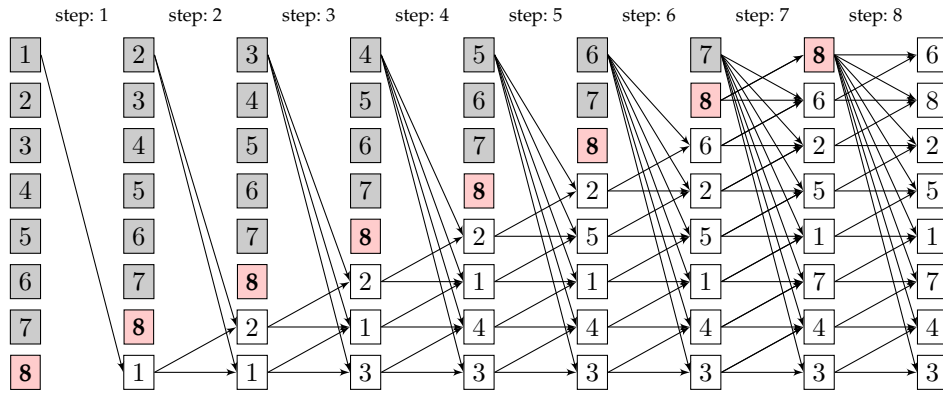 step: 1 step: 2 step: 3 step: 4 step: 5 step: 6 step: 7 step: 8
1 2 3 4 5 6 7 8 6
2 3 4 5 6 7 8 6 8
3 4 5 6 7 8 6 2 2
4 5 6 7 8 2 2 5 5
5 6 7 8 2 5 5 1 1
6 7 8 2 1 1 1 7 7
7 8 2 1 4 4 4 4 4
8 1 1 3 3 3 3 3 3